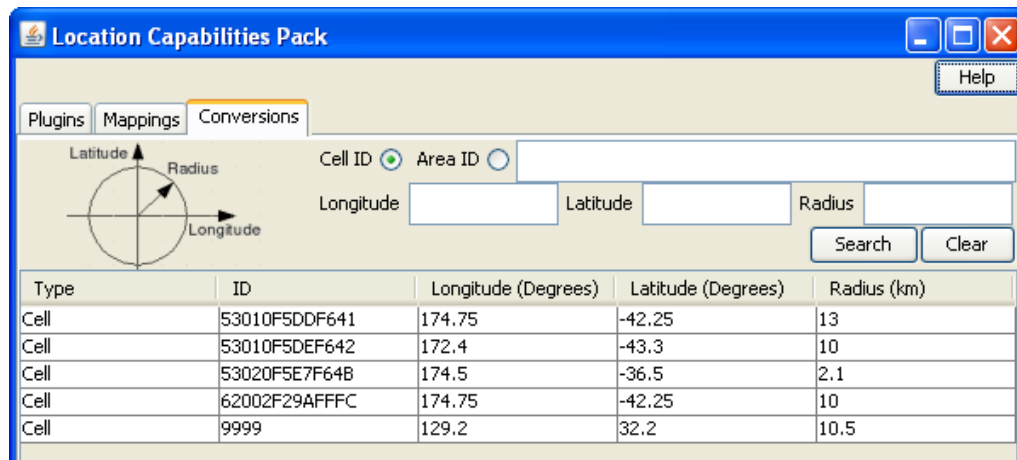 Location Capabilities Pack
Help
Plugins Mappings Conversions
Latitude
Radius
Longitude
Cell ID Area ID
Longitude Latitude Radius
Search Clear
Type ID Longitude (Degrees) Latitude (Degrees) Radius (km)
Cell 53010F5DDF641 174.75 -42.25 13
Cell 53010F5DEF642 172.4 -43.3 10
Cell 53020F5E7F64B 174.5 -36.5 2.1
Cell 62002F29AFFFC 174.75 -42.25 10
Cell 9999 129.2 32.2 10.5